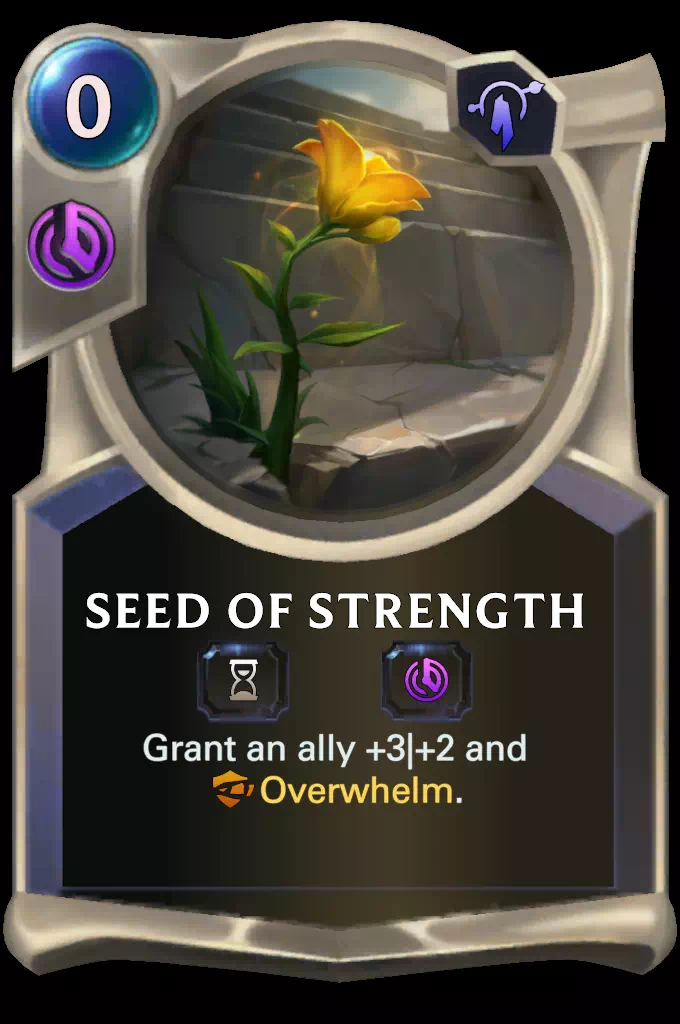 0
SEED OF STRENGTH
Grant an ally +3|+2 and
Overwhelm.